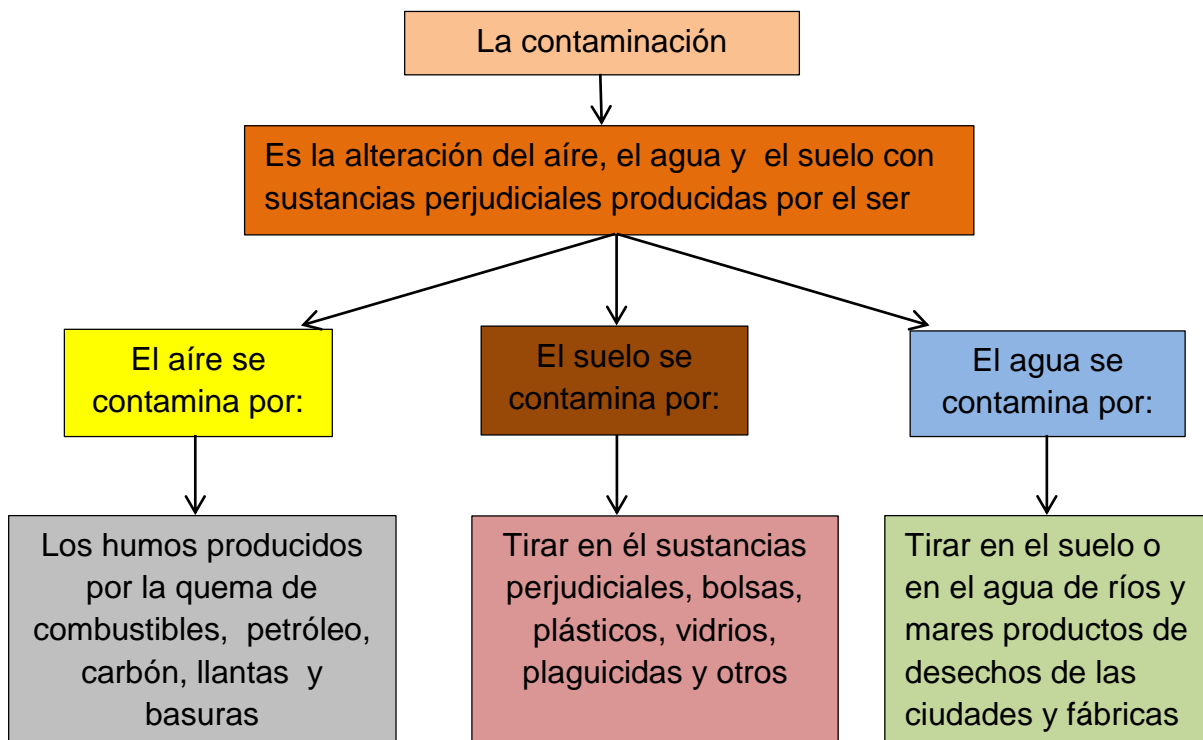 La contaminación
Es la alteración del aíre, el agua y  el suelo con
sustancias perjudiciales producidas por el ser
El aíre se
contamina por:
El suelo se
contamina por:
El agua se
contamina por:
Los humos producidos
por la quema de
combustibles,  petróleo,
carbón, llantas  y
basuras
Tirar en él sustancias
perjudiciales, bolsas,
plásticos, vidrios,
plaguicidas y otros
Tirar en el suelo o
en el agua de ríos y
mares productos de
desechos de las
ciudades y fábricas